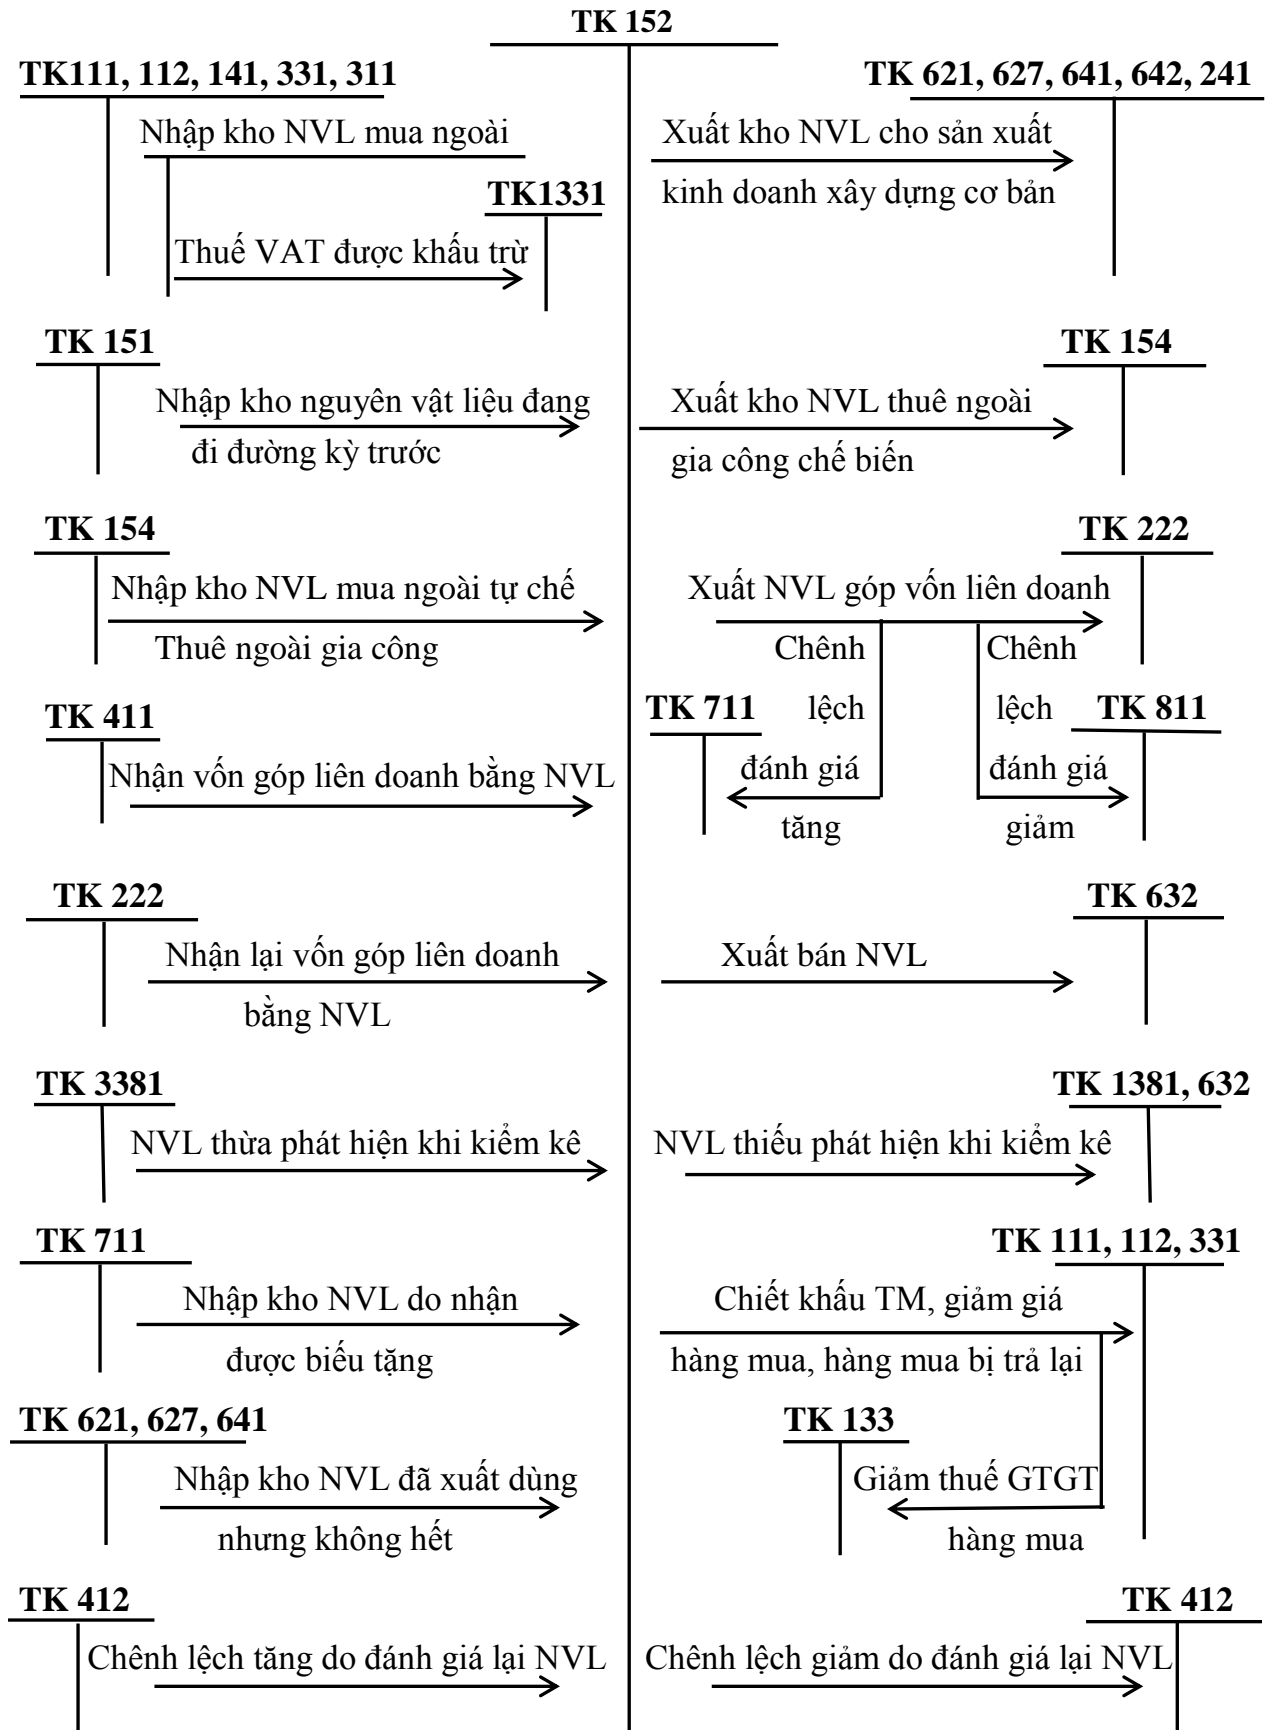 TK 152
TK111, 112, 141, 331, 311
TK 621, 627, 641, 642, 241
Nhập kho NVL mua ngoài
Xuất kho NVL cho sản xuất
kinh doanh xây dựng cơ bản
TK1331
Thuế VAT được khấu trừ
TK 151
TK 154
Nhập kho nguyên vật liệu đang
đi đường kỳ trước
Xuất kho NVL thuê ngoài
gia công chế biến
TK 154
TK 222
Nhập kho NVL mua ngoài tự chế
Thuê ngoài gia công
Xuất NVL góp vốn liên doanh
Chênh
lệch
đánh giá
tăng
Chênh
lệch
đánh giá
giảm
TK 411
TK 711
TK 811
Nhận vốn góp liên doanh bằng NVL
TK 222
TK 632
Nhận lại vốn góp liên doanh
bằng NVL
Xuất bán NVL
TK 3381
TK 1381, 632
NVL thừa phát hiện khi kiểm kê
NVL thiếu phát hiện khi kiểm kê
TK 711
TK 111, 112, 331
Nhập kho NVL do nhận
được biếu tặng
Chiết khấu TM, giảm giá
hàng mua, hàng mua bị trả lại
TK 621, 627, 641
TK 133
Nhập kho NVL đã xuất dùng
nhưng không hết
Giảm thuế GTGT
hàng mua
TK 412
TK 412
Chênh lệch tăng do đánh giá lại NVL
Chênh lệch giảm do đánh giá lại NVL